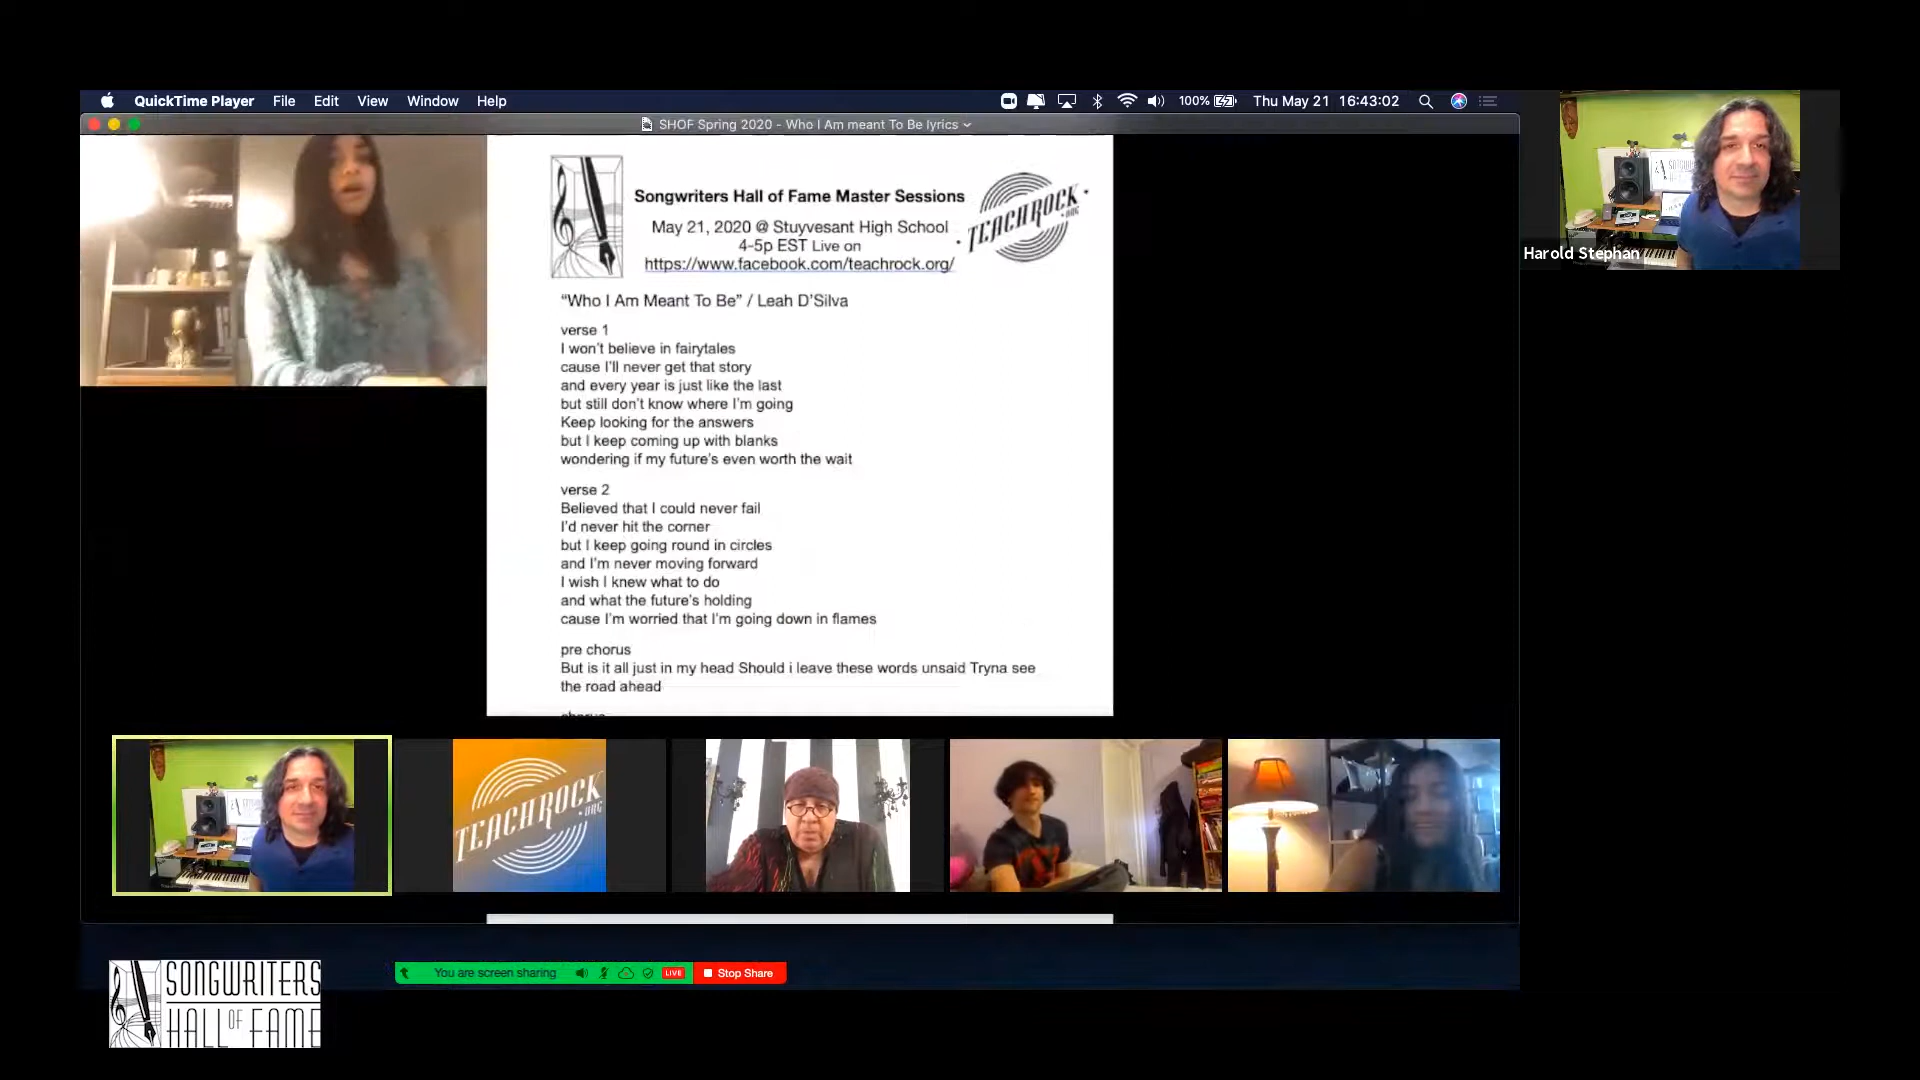 QuickTime Player File Edit View Window Help 100% Thu May 21 16:43:02
SHOF Spring 2020 - Who I Am meant To Be lyrics
Songwriters Hall of Fame Master Sessions
May 21, 2020 @ Stuyvesant High School
4-5p EST Live on
https://www.facebook.com/teachrock.org/
TEACHROCK
.ORG
“Who I Am Meant To Be” / Leah D’Silva
verse 1
I won’t believe in fairytales
cause I’ll never get that story
and every year is just like the last
but still don’t know where I’m going
Keep looking for the answers
but I keep coming up with blanks
wondering if my future’s even worth the wait
verse 2
Believed that I could never fail
I’d never hit the corner
but I keep going round in circles
and I’m never moving forward
I wish I knew what to do
and what the future’s holding
cause I’m worried that I’m going down in flames
pre chorus
But is it all just in my head Should i leave these words unsaid Tryna see
the road ahead
chorus
Harold Stephan
TEACHROCK
.ORG
You are screen sharing LIVE Stop Share
SONGWRITERS
HALL OF FAME